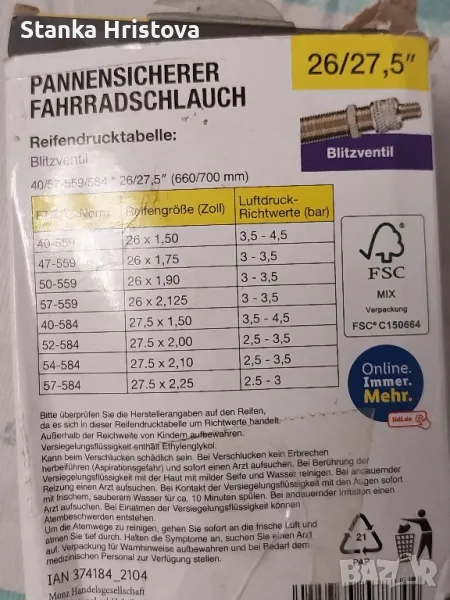 Stanka Hristova
PANNENSICHERER
FAHRRADSCHLAUCH
26/27,5"
Blitzventil
Reifendrucktabelle:
Blitzventil
40/57-559/584 * 26/27,5" (660/700 mm)
Norm Reifengröße (Zoll) Luftdruck-Richtwerte (bar)
40-559 26 x 1,50 3,5 - 4,5
47-559 26 x 1,75 3 - 3,5
50-559 26 x 1,90 3 - 3,5
57-559 26 x 2,125 3 - 3,5
40-584 27,5 x 1,50 3,5 - 4,5
52-584 27.5 x 2,00 2,5 - 3,5
54-584 27.5 x 2,10 2,5 - 3,5
57-584 27.5 x 2,25 2.5 - 3
FSC
MIX
Verpackung
FSC® C150664
Online.
Immer.
Mehr.
lidl.de
Bitte überprüfen Sie die Herstellerangaben auf den Reifen,
da es sich in dieser Reifendrucktabelle um Richtwerte handelt.
Außerhalb der Reichweite von Kindern aufbewahren.
Versiegelungsflüssigkeit enthält Ethylenglykol.
Kann beim Verschlucken schädlich sein. Bei Verschlucken kein Erbrechen
herbeiführen (Aspirationsgefahr) und sofort einen Arzt aufsuchen. Bei Berührung der
Versiegelungsflüssigkeit mit der Haut mit milder Seife und Wasser reinigen. Bei andauernder
Reizung einen Arzt aufsuchen. Bei Kontakt der Versiegelungsflüssigkeit mit den Augen sofort
mit frischem, sauberem Wasser für ca. 10 Minuten spülen. Bei andauernder Irritation einen
Arzt aufsuchen. Bei Einatmen der Versiegelungsflüssigkeit können
Atembeschwerden entstehen.
Um die Atemwege zu reinigen, gehen Sie sofort an die frische Luft und
atmen Sie tief durch. Halten die Symptome an, suchen Sie einen Arzt
auf. Verpackung für Warnhinweise aufbewahren und bei Bedarf dem
medizinischen Personal zur Verfügung stellen.
21
PAP
IAN 374184_2104
Monz Handelsgesellschaft
bazar.bg